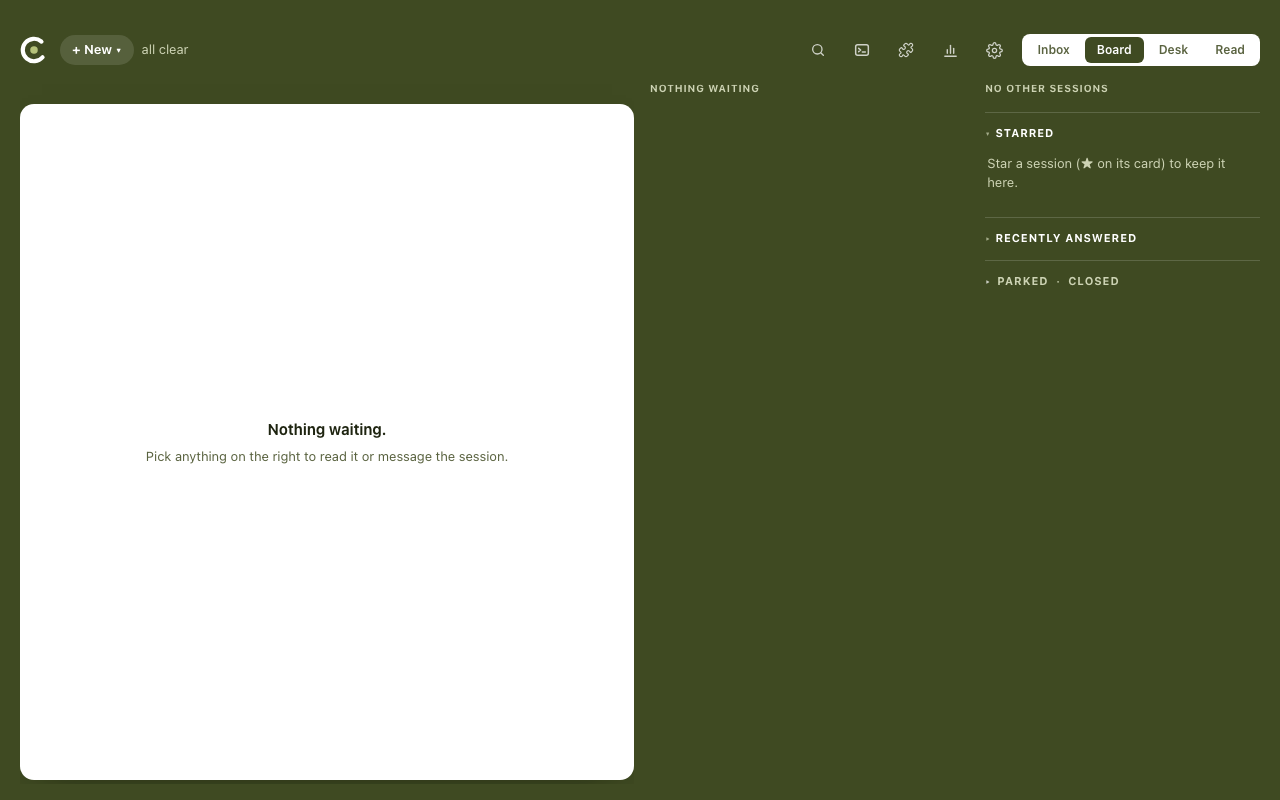 + New ▾
all clear
Inbox
Board
Desk
Read
NOTHING WAITING
NO OTHER SESSIONS
▾ STARRED
Star a session (★ on its card) to keep it
here.
▸ RECENTLY ANSWERED
▸ PARKED · CLOSED
Nothing waiting.
Pick anything on the right to read it or message the session.